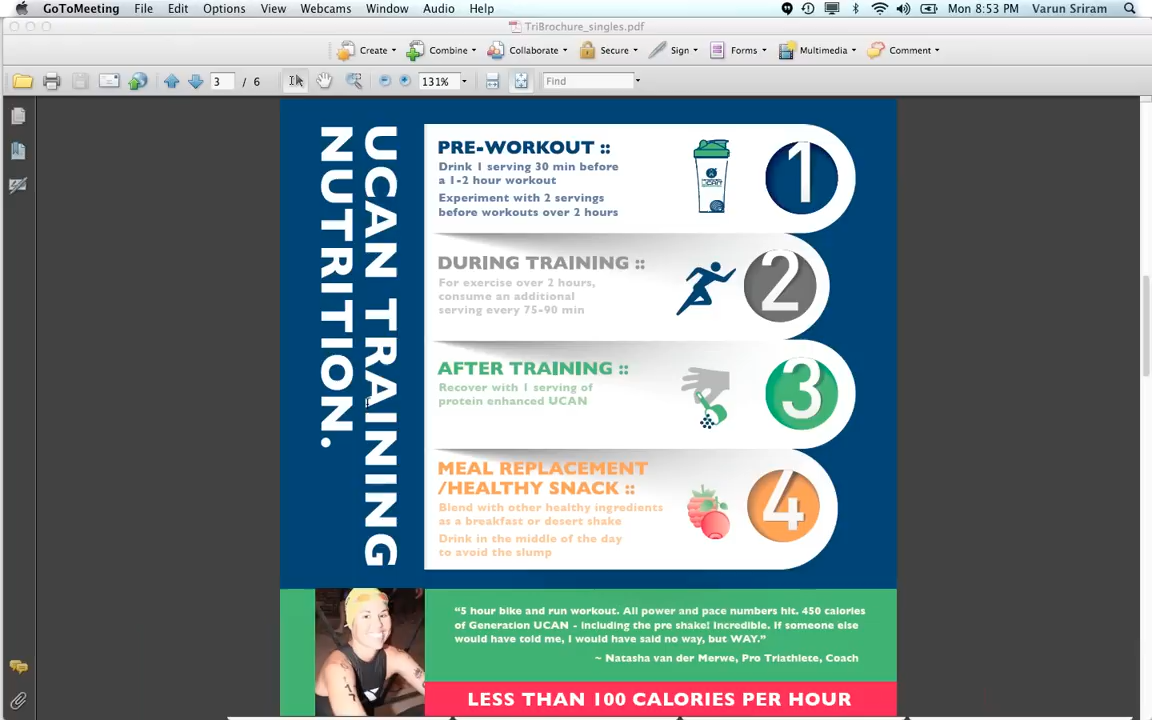 GoToMeeting File Edit Options View Webcams Window Audio Help Mon 8:53 PM Varun Sriram
TriBrochure_singles.pdf
Create Combine Collaborate Secure Sign Forms Multimedia Comment
3 / 6 131% Find
UCAN TRAINING
NUTRITION.
PRE-WORKOUT ::
Drink 1 serving 30 min before
a 1-2 hour workout
Experiment with 2 servings
before workouts over 2 hours
UCAN
1
DURING TRAINING ::
For exercise over 2 hours,
consume an additional
serving every 75-90 min
2
AFTER TRAINING ::
Recover with 1 serving of
protein enhanced UCAN
3
MEAL REPLACEMENT
/HEALTHY SNACK ::
Blend with other healthy ingredients
as a breakfast or desert shake
Drink in the middle of the day
to avoid the slump
4
“5 hour bike and run workout. All power and pace numbers hit. 450 calories
of Generation UCAN - including the pre shake! Incredible. If someone else
would have told me, I would have said no way, but WAY.”
~ Natasha van der Merwe, Pro Triathlete, Coach
LESS THAN 100 CALORIES PER HOUR